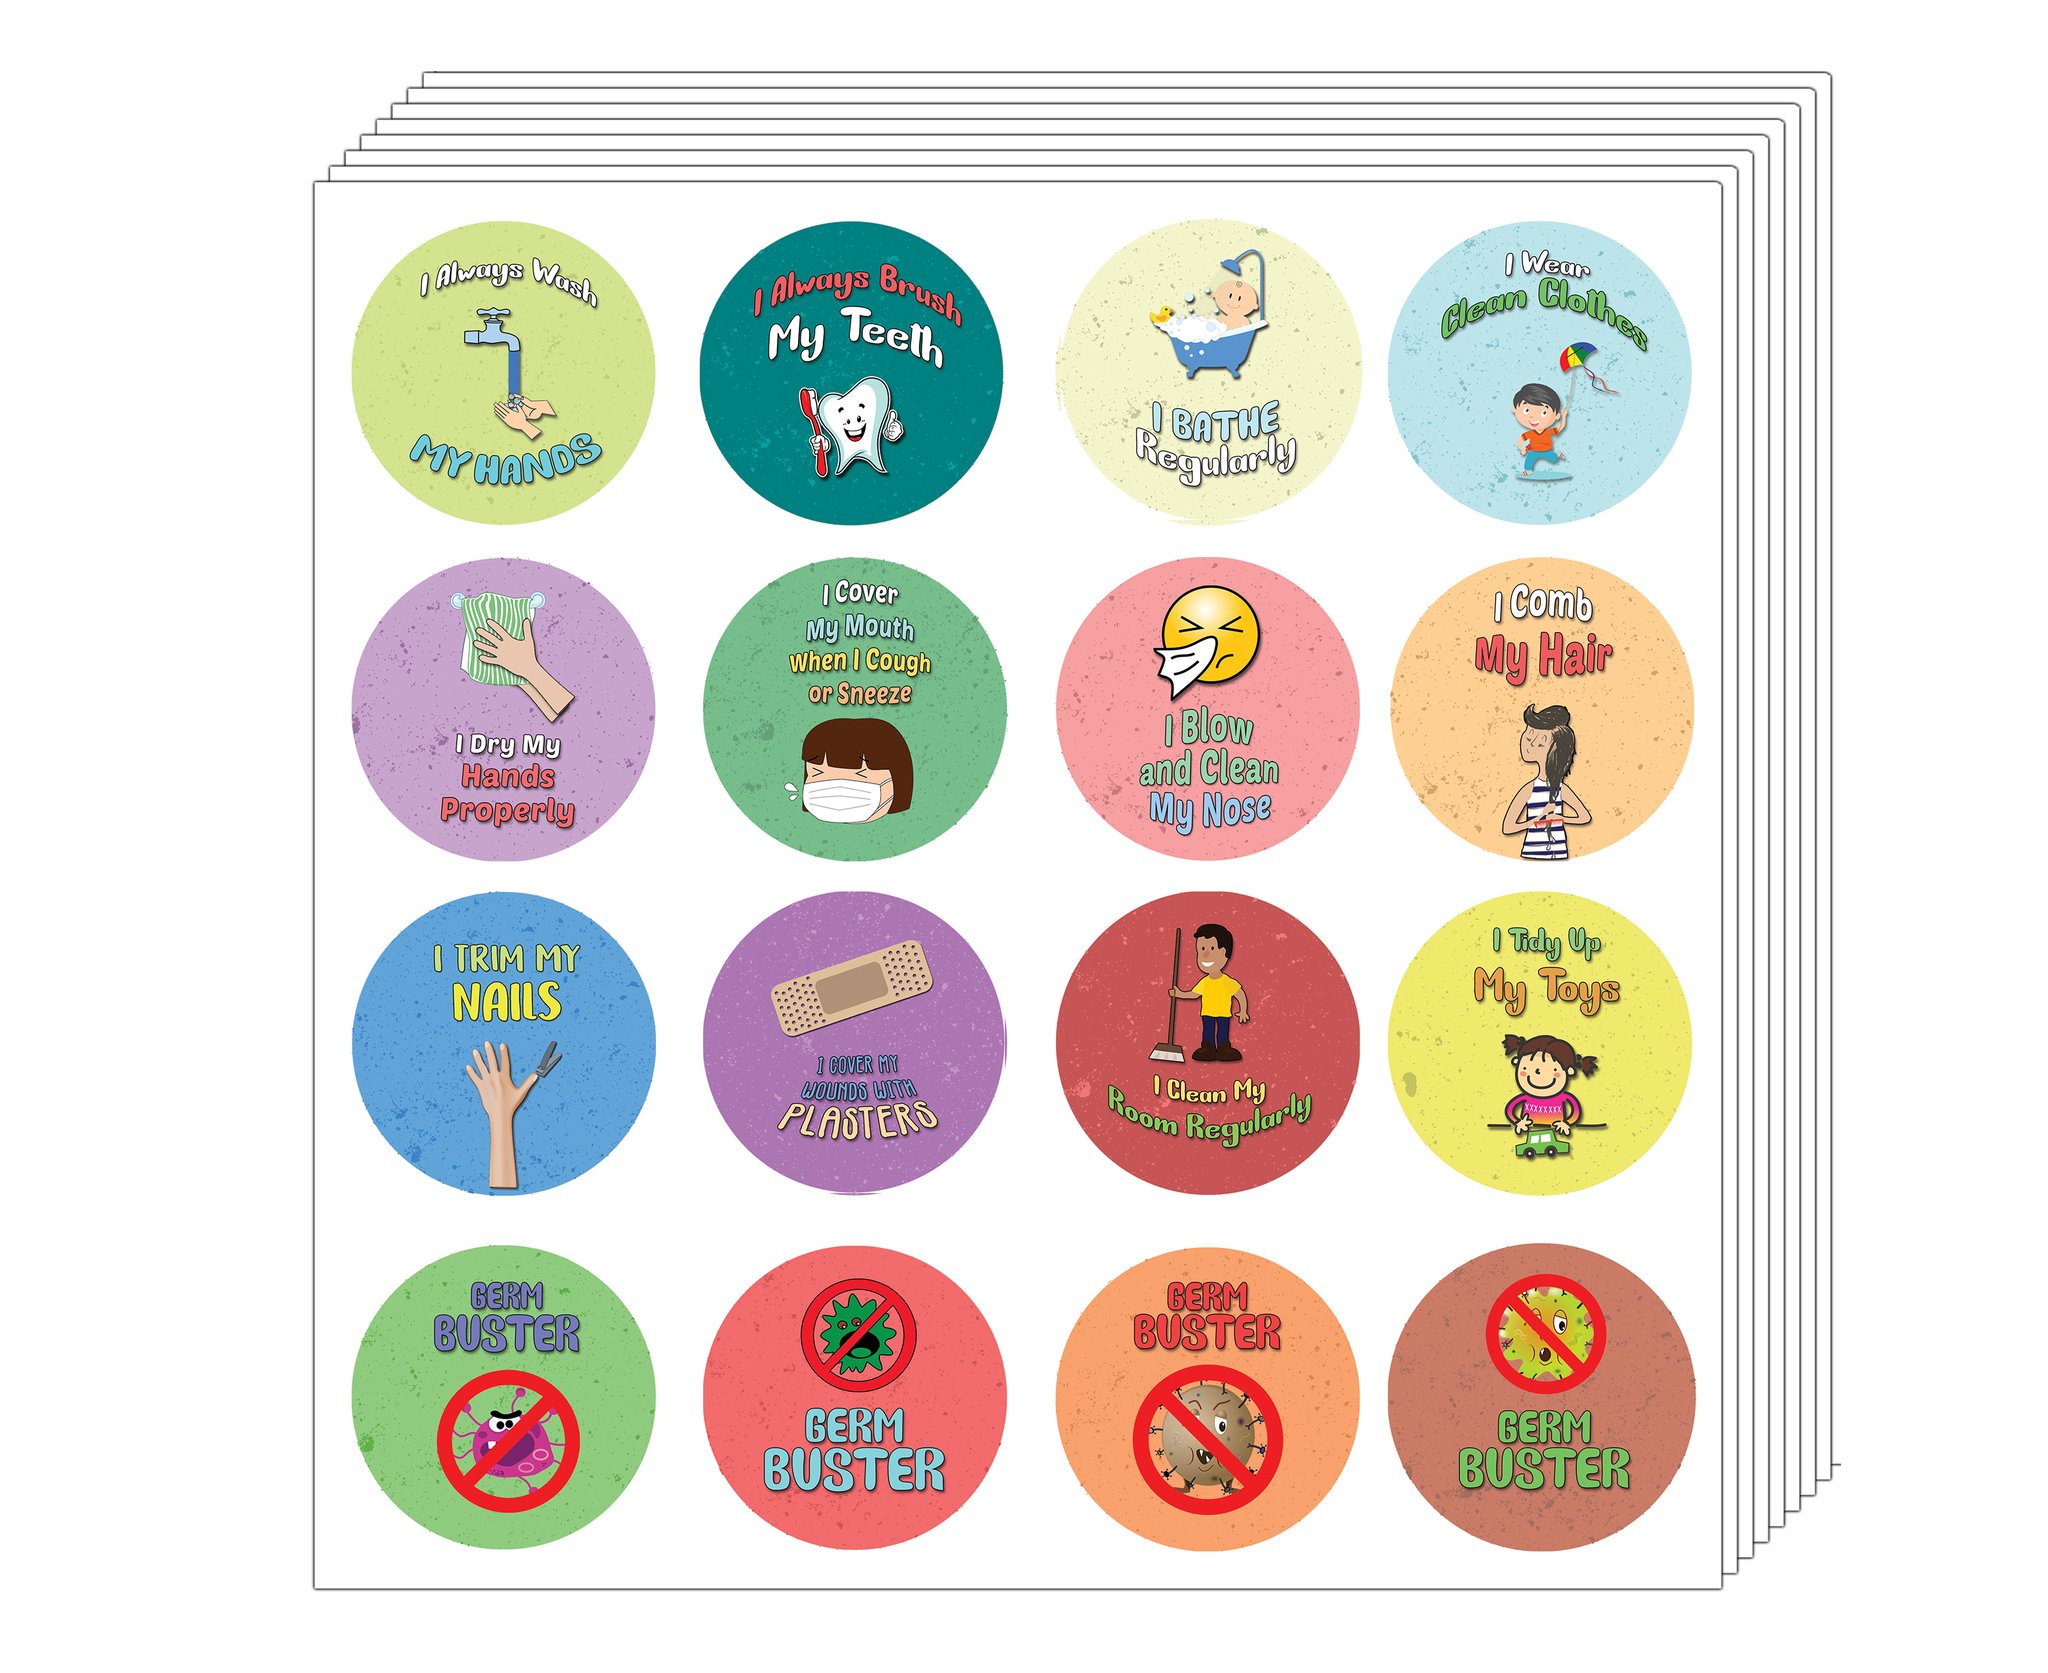 I Always Wash
MY HANDS
I Always Brush
My Teeth
I BATHE
Regularly
I Wear
Clean Clothes
I Dry My
Hands
Properly
I Cover
My Mouth
When I Cough
or Sneeze
I Blow
and Clean
My Nose
I Comb
My Hair
I TRIM MY
NAILS
I COVER MY
WOUNDS WITH
PLASTERS
I Clean My
Room Regularly
I Tidy Up
My Toys
GERM
BUSTER
GERM
BUSTER
GERM
BUSTER
GERM
BUSTER